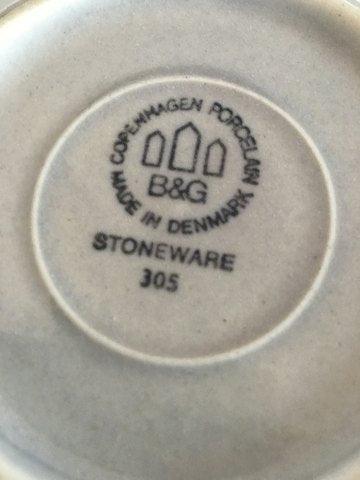 COPENHAGEN PORCELAIN
B&G
MADE IN DENMARK
STONEWARE
305